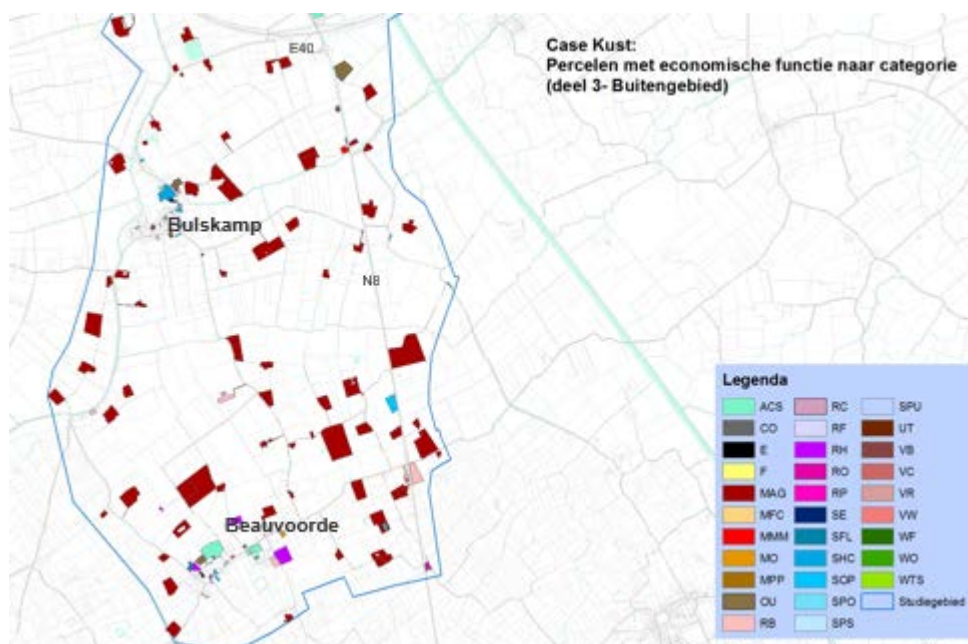 Case Kust:
Percelen met economische functie naar categorie
(deel 3- Buitengebied)
E40
Bulskamp
N8
Beauvoorde
Legenda
ACS
CO
E
F
MAG
MFC
MMM
MO
MPP
OU
RB
RC
RF
RH
RO
RP
SE
SFL
SHC
SOP
SPO
SPS
SPU
UT
VB
VC
VR
VW
WF
WO
WTS
Studiegebied